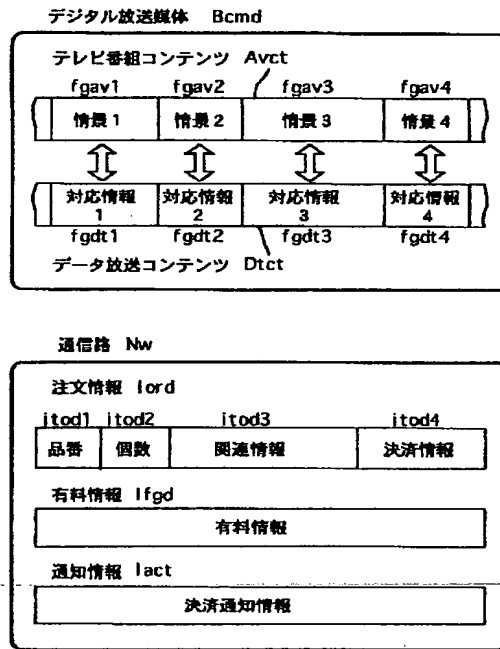 デジタル放送媒体 Bcmd
テレビ番組コンテンツ Avct
fgav1 fgav2 fgav3 fgav4
情景1 情景2 情景3 情景4
対応情報1 対応情報2 対応情報3 対応情報4
fgdt1 fgdt2 fgdt3 fgdt4
データ放送コンテンツ Dtct
通信路 Nw
注文情報 Iord
itod1 itod2 itod3 itod4
品番 個数 関連情報 決済情報
有料情報 Ifgd
有料情報
通知情報 Iact
決済通知情報